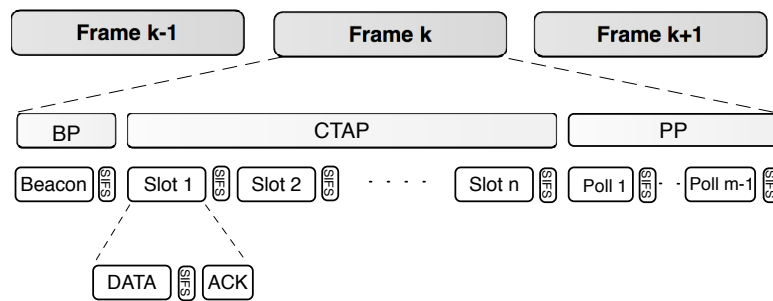 Frame k-1 Frame k Frame k+1
BP CTAP PP
Beacon SIFS Slot 1 SIFS Slot 2 SIFS . . . . Slot n SIFS Poll 1 SIFS . . Poll m-1 SIFS
DATA SIFS ACK